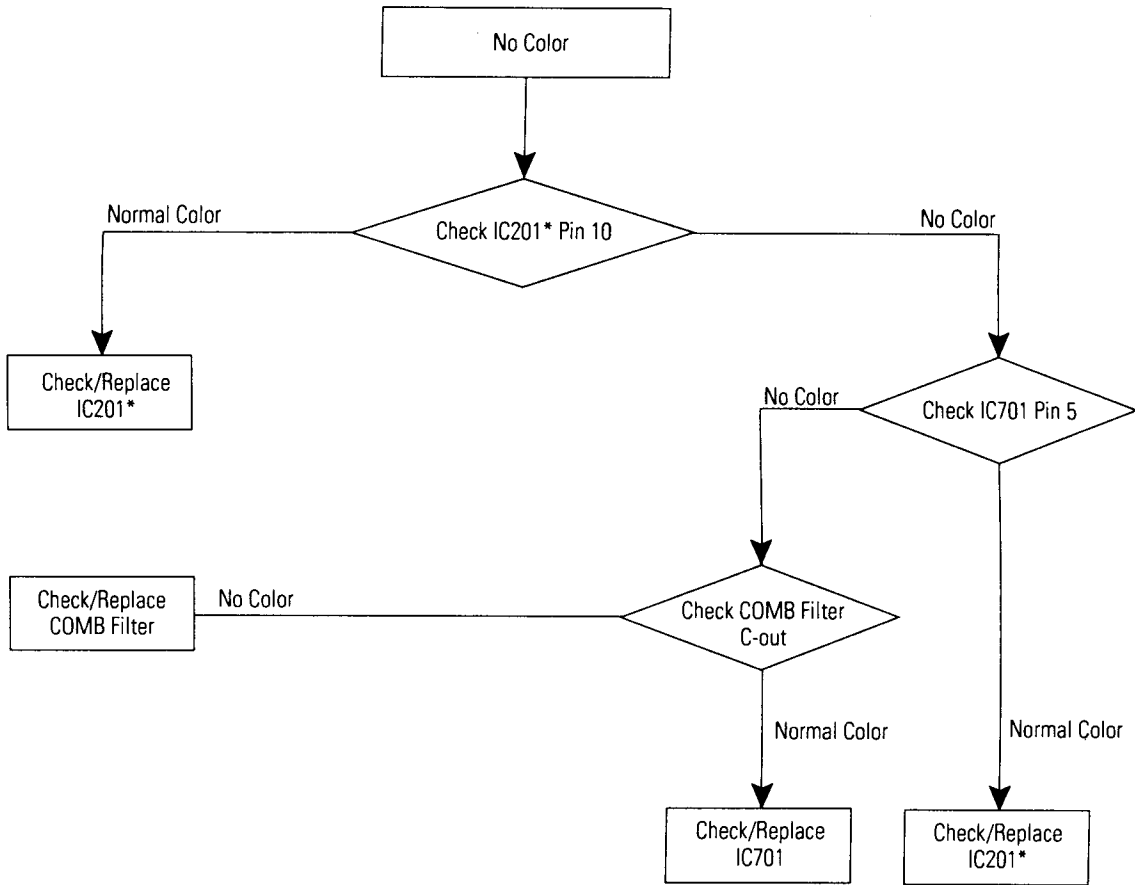 No Color
Normal Color
Check IC201* Pin 10
No Color
Check/Replace
IC201*
No Color
Check IC701 Pin 5
Check/Replace
COMB Filter
No Color
Check COMB Filter
C-out
Normal Color
Normal Color
Check/Replace
IC701
Check/Replace
IC201*